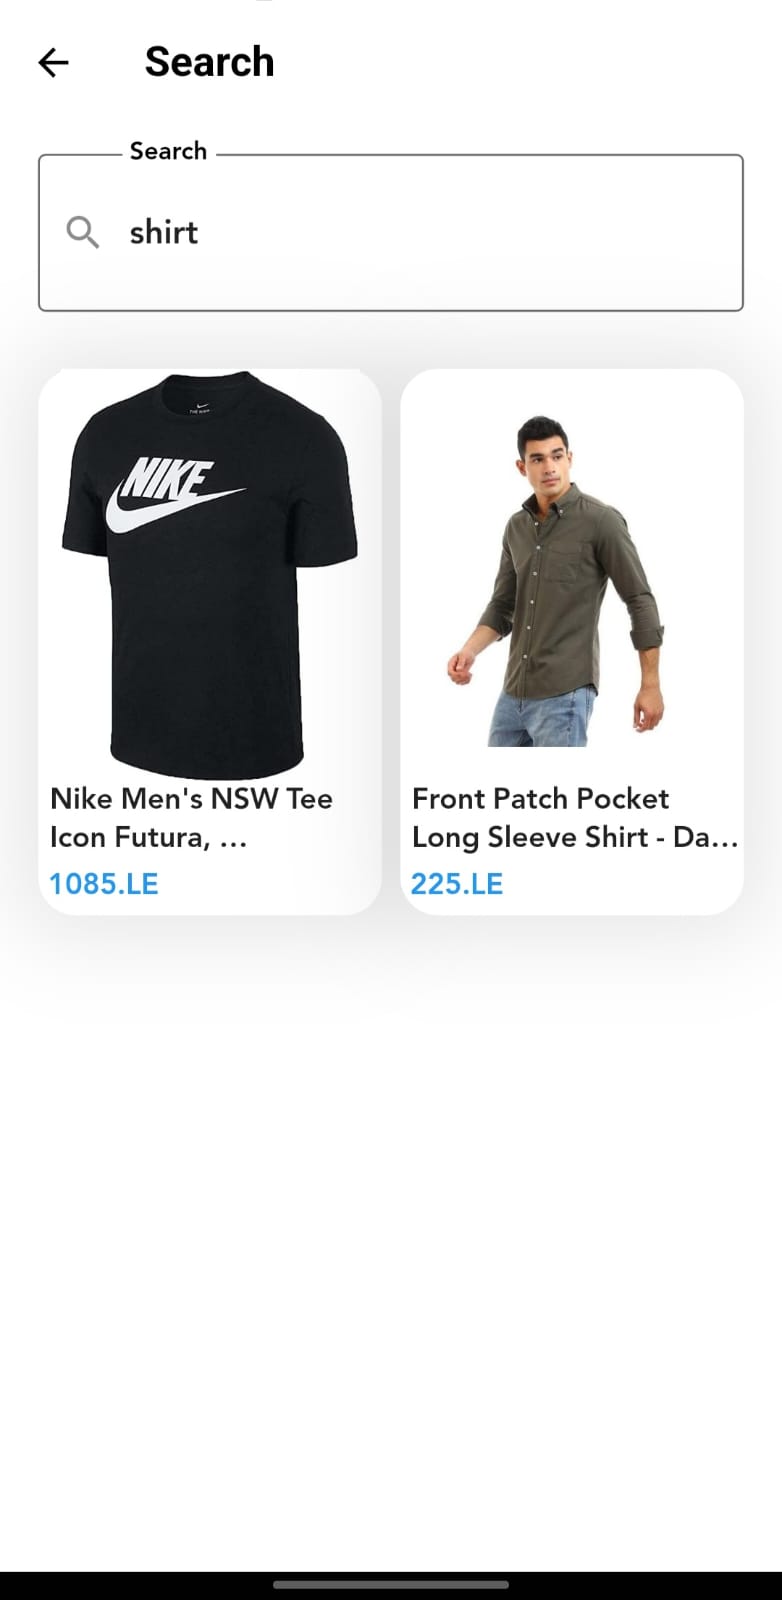 Search
Search
shirt
NIKE
Nike Men's NSW Tee
Icon Futura, ...
1085.LE
Front Patch Pocket
Long Sleeve Shirt - Da...
225.LE